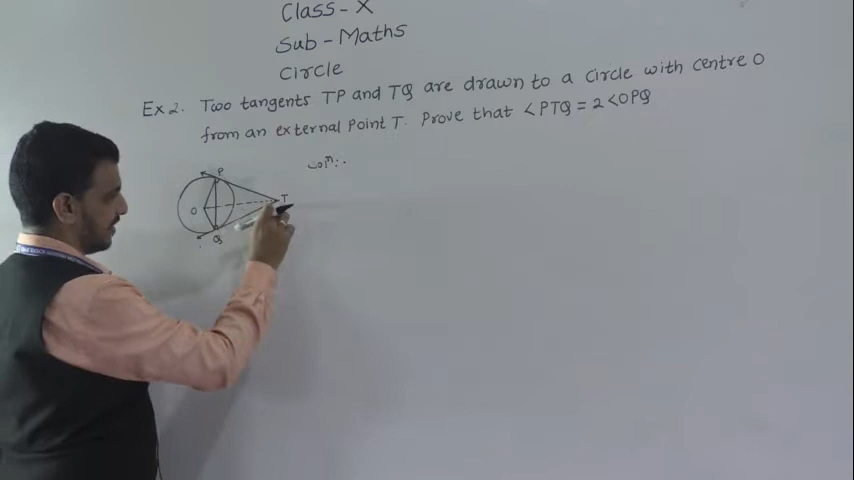 Class - X
Sub - Maths
Circle
Ex 2. Two tangents TP and TQ are drawn to a circle with centre O
from an external Point T. Prove that <PTQ = 2<OPQ
P
T
O
Q